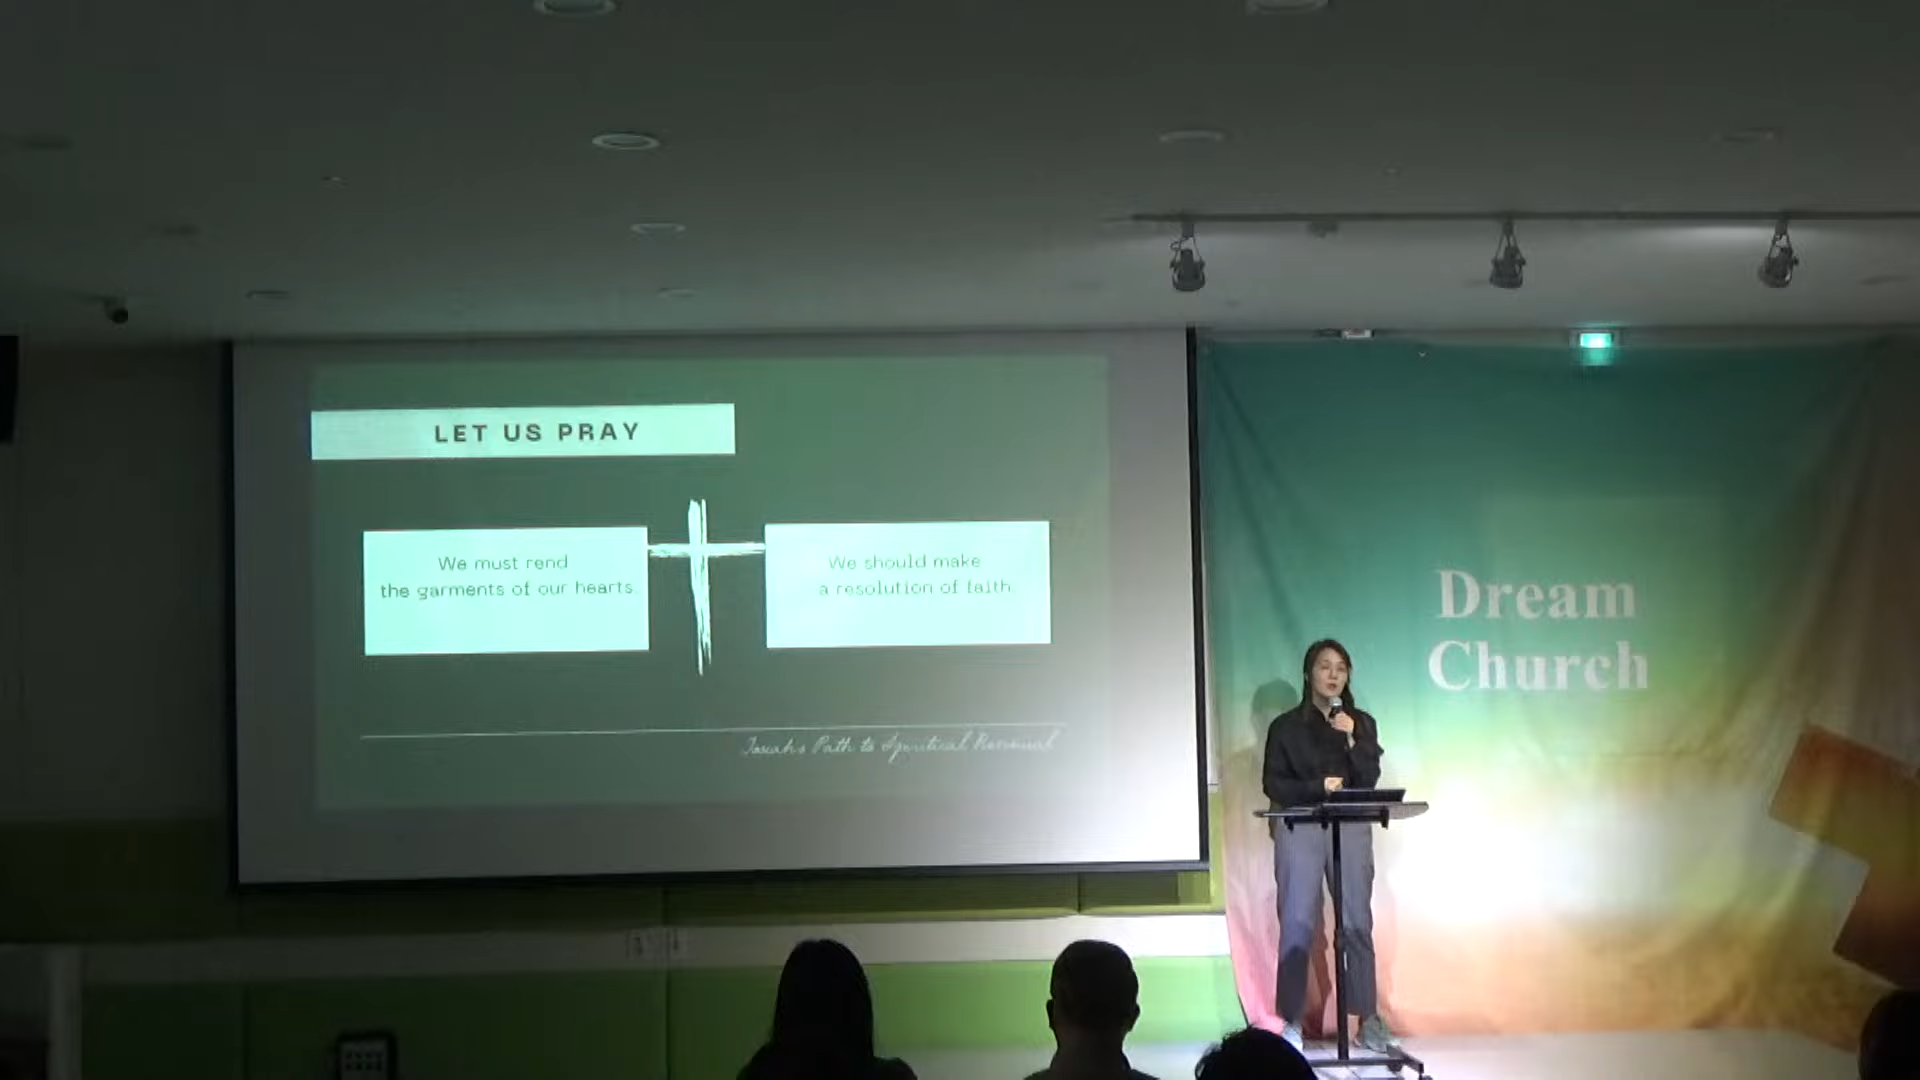 LET US PRAY
We must rend
the garments of our hearts.
We should make
a resolution of faith.
Josiah's Path to Spiritual Renewal
Dream
Church